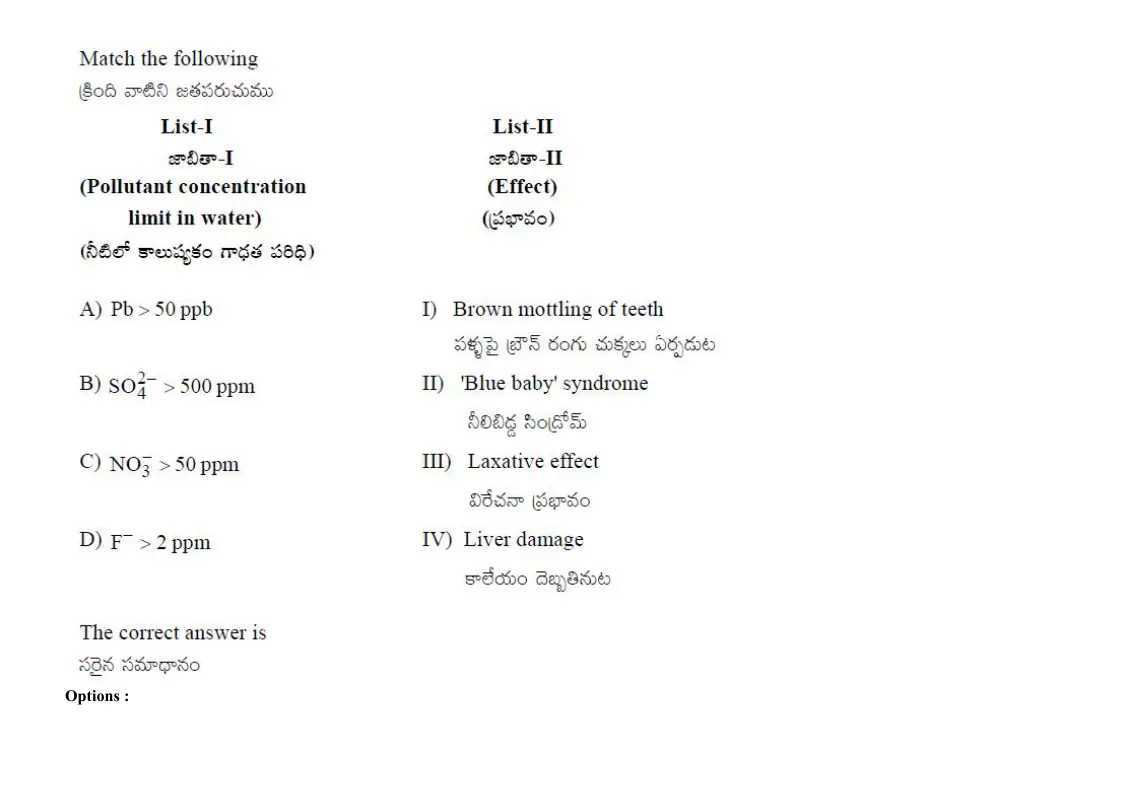 Match the following
క్రింది వాటిని జతపరుచుము
List-I List-II
జాబితా-I జాబితా-II
(Pollutant concentration (Effect)
limit in water) (ప్రభావం)
(నీటిలో కాలుష్యకం గాఢత పరిధి)
A) Pb > 50 ppb I) Brown mottling of teeth
పళ్ళపై బ్రౌన్ రంగు చుక్కలు ఏర్పడుట
B) SO₄²⁻ > 500 ppm II) 'Blue baby' syndrome
నీలిబిడ్డ సిండ్రోమ్
C) NO₃⁻ > 50 ppm III) Laxative effect
విరేచనా ప్రభావం
D) F⁻ > 2 ppm IV) Liver damage
కాలేయం దెబ్బతినుట
The correct answer is
సరైన సమాధానం
Options :